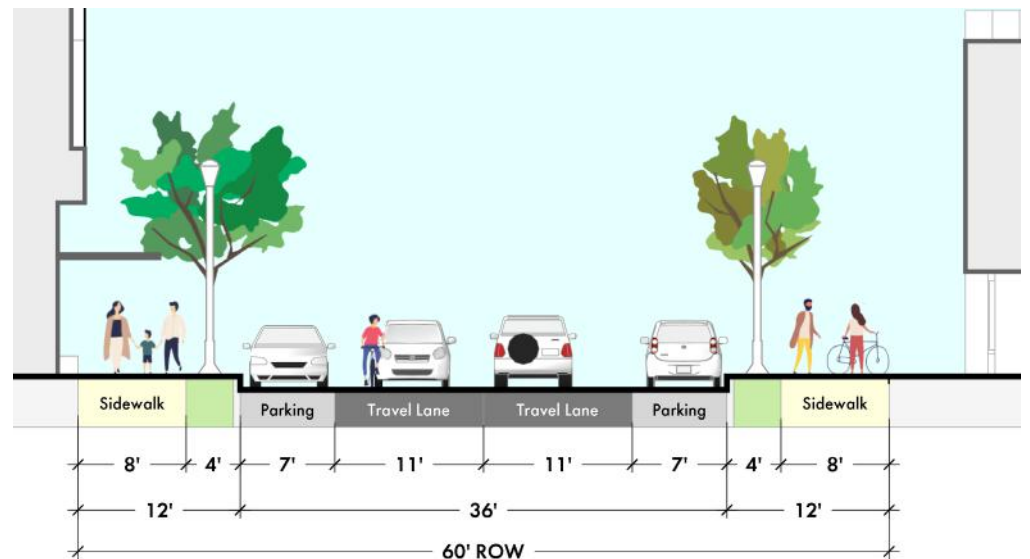 Sidewalk Parking Travel Lane Travel Lane Parking Sidewalk
8' 4' 7' 11' 11' 7' 4' 8'
12' 36' 12'
60' ROW